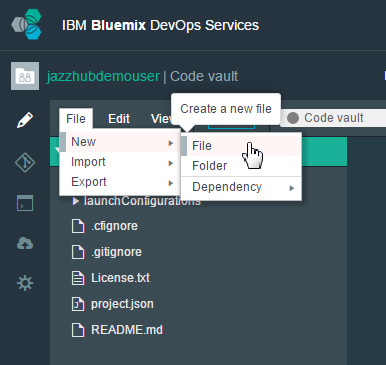 IBM Bluemix DevOps Services
jazzhubdemouser | Code vault
Create a new file
File Edit Code vault
New
File
Import
Folder
Export
Dependency
launchConfigurations
.cfignore
.gitignore
License.txt
project.json
README.md